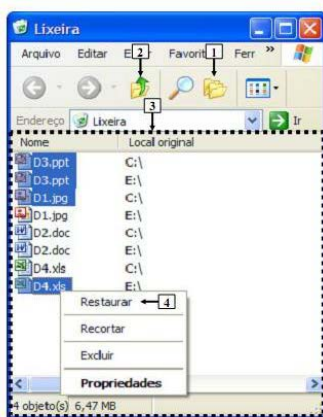 Lixeira
Arquivo Editar Favorit Ferr »
2 1
3
Endereço Lixeira Ir
Nome Local original
D3.ppt C:\
D3.ppt E:\
D1.jpg C:\
D1.jpg E:\
D2.doc C:\
D2.doc E:\
D4.xls C:\
D4.xls E:\
Restaurar 4
Recortar
Excluir
Propriedades
4 objeto(s) 6,47 MB